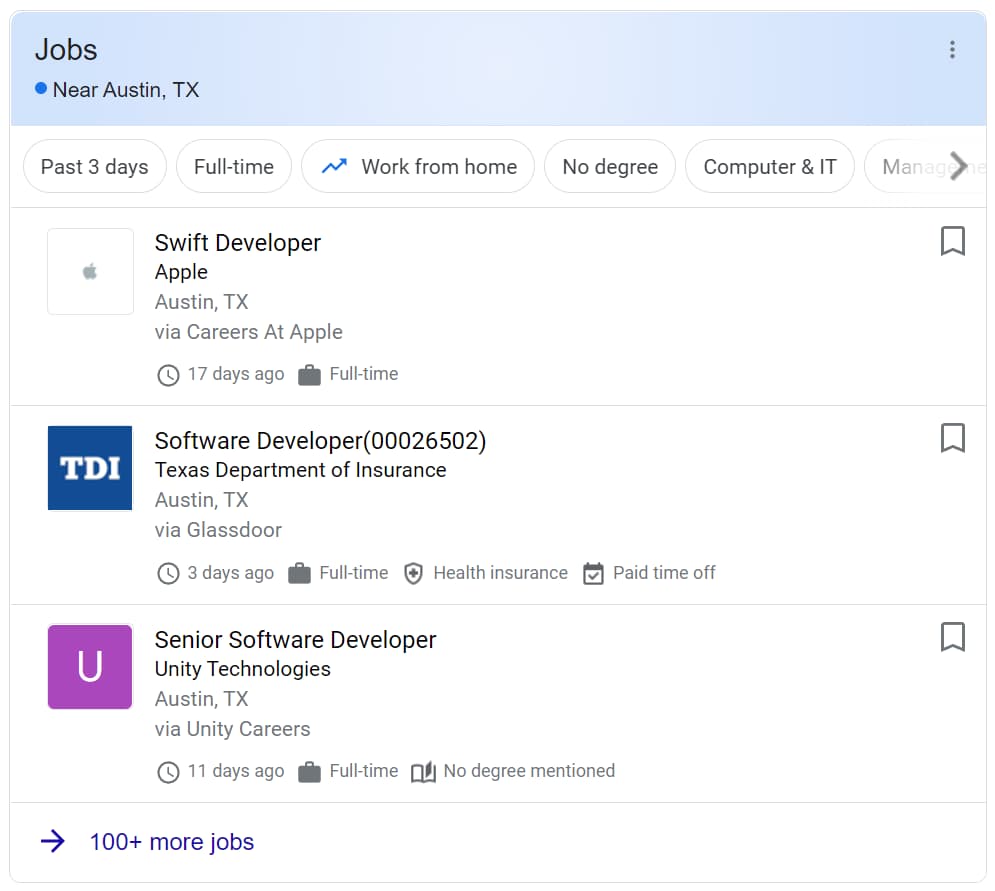 Jobs
Near Austin, TX
Past 3 days
Full-time
Work from home
No degree
Computer & IT
Swift Developer
Apple
Austin, TX
via Careers At Apple
17 days ago Full-time
TDI
Software Developer(00026502)
Texas Department of Insurance
Austin, TX
via Glassdoor
3 days ago Full-time Health insurance Paid time off
U
Senior Software Developer
Unity Technologies
Austin, TX
via Unity Careers
11 days ago Full-time No degree mentioned
100+ more jobs